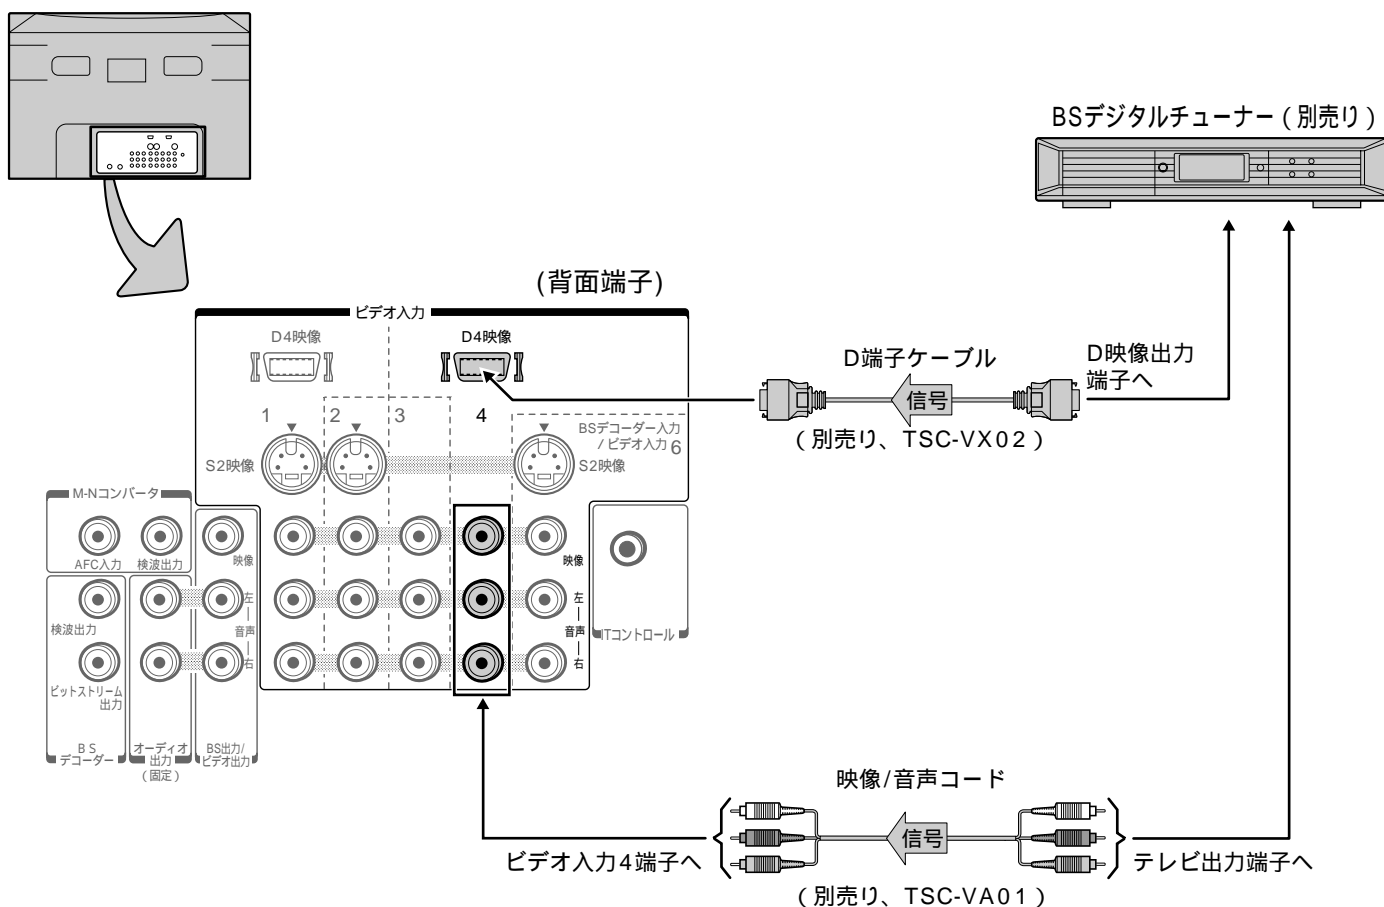 BSデジタルチューナー（別売り）
(背面端子)
ビデオ入力
D4映像
D4映像
1
2
3
4
BSデコーダー入力
/ビデオ入力6
S2映像
S2映像
D端子ケーブル
信号
（別売り、TSC-VX02）
D映像出力
端子へ
M-Nコンバータ
AFC入力
検波出力
映像
映像
検波出力
左
音声
右
左
音声
右
ITコントロール
ビットストリーム
出力
BS
デコーダー
オーディオ
出力
（固定）
BS出力/
ビデオ出力
映像/音声コード
信号
ビデオ入力4端子へ
テレビ出力端子へ
（別売り、TSC-VA01）